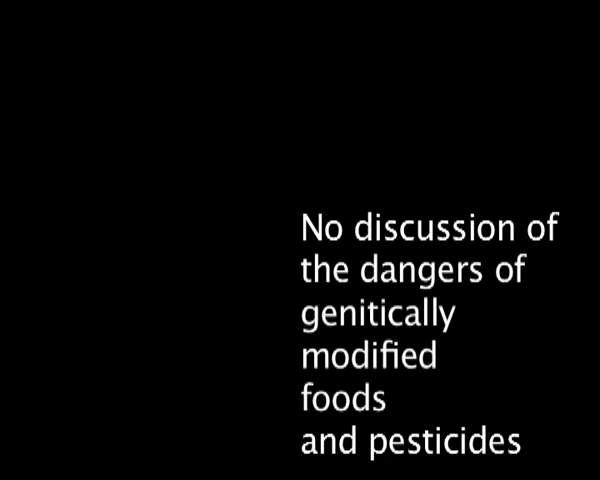 No discussion of
the dangers of
genitically
modified
foods
and pesticides